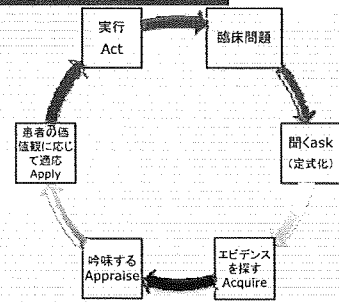 実行
Act
臨床問題
聞くask
(定式化)
エビデンス
を探す
Acquire
吟味する
Appraise
患者の価
値観に応じ
て適応
Apply